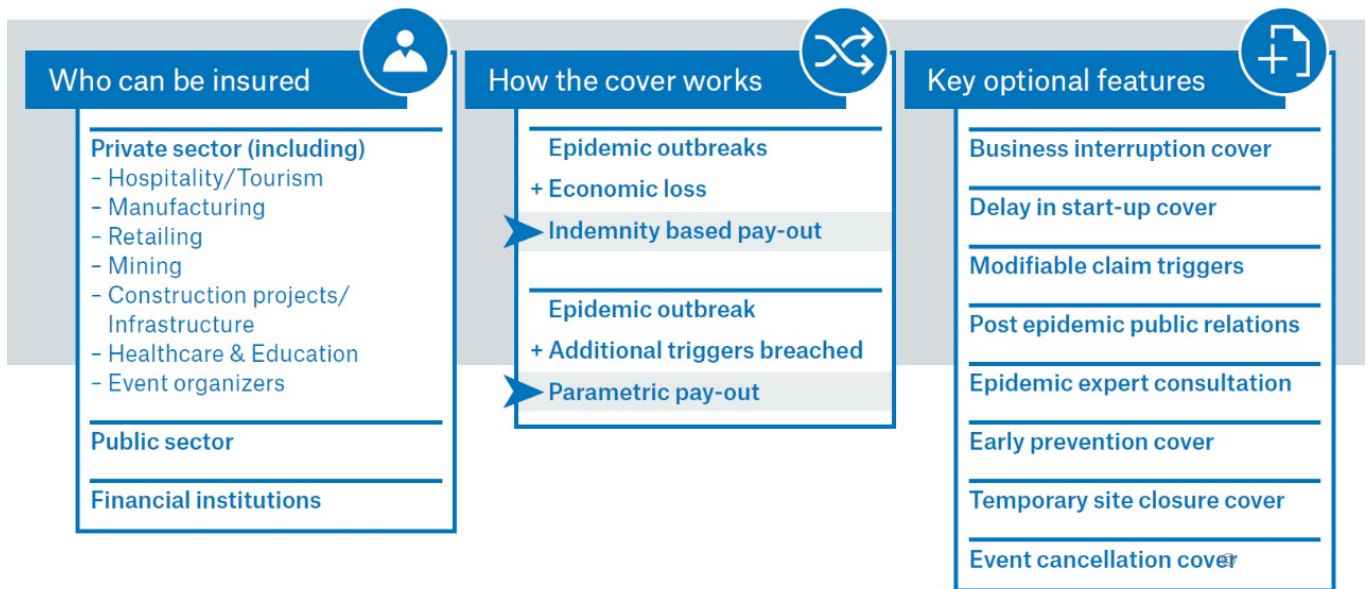 Who can be insured
Private sector (including)
– Hospitality/Tourism
– Manufacturing
– Retailing
– Mining
– Construction projects/
Infrastructure
– Healthcare & Education
– Event organizers
Public sector
Financial institutions
How the cover works
Epidemic outbreaks
+ Economic loss
Indemnity based pay-out
Epidemic outbreak
+ Additional triggers breached
Parametric pay-out
Key optional features
Business interruption cover
Delay in start-up cover
Modifiable claim triggers
Post epidemic public relations
Epidemic expert consultation
Early prevention cover
Temporary site closure cover
Event cancellation cover